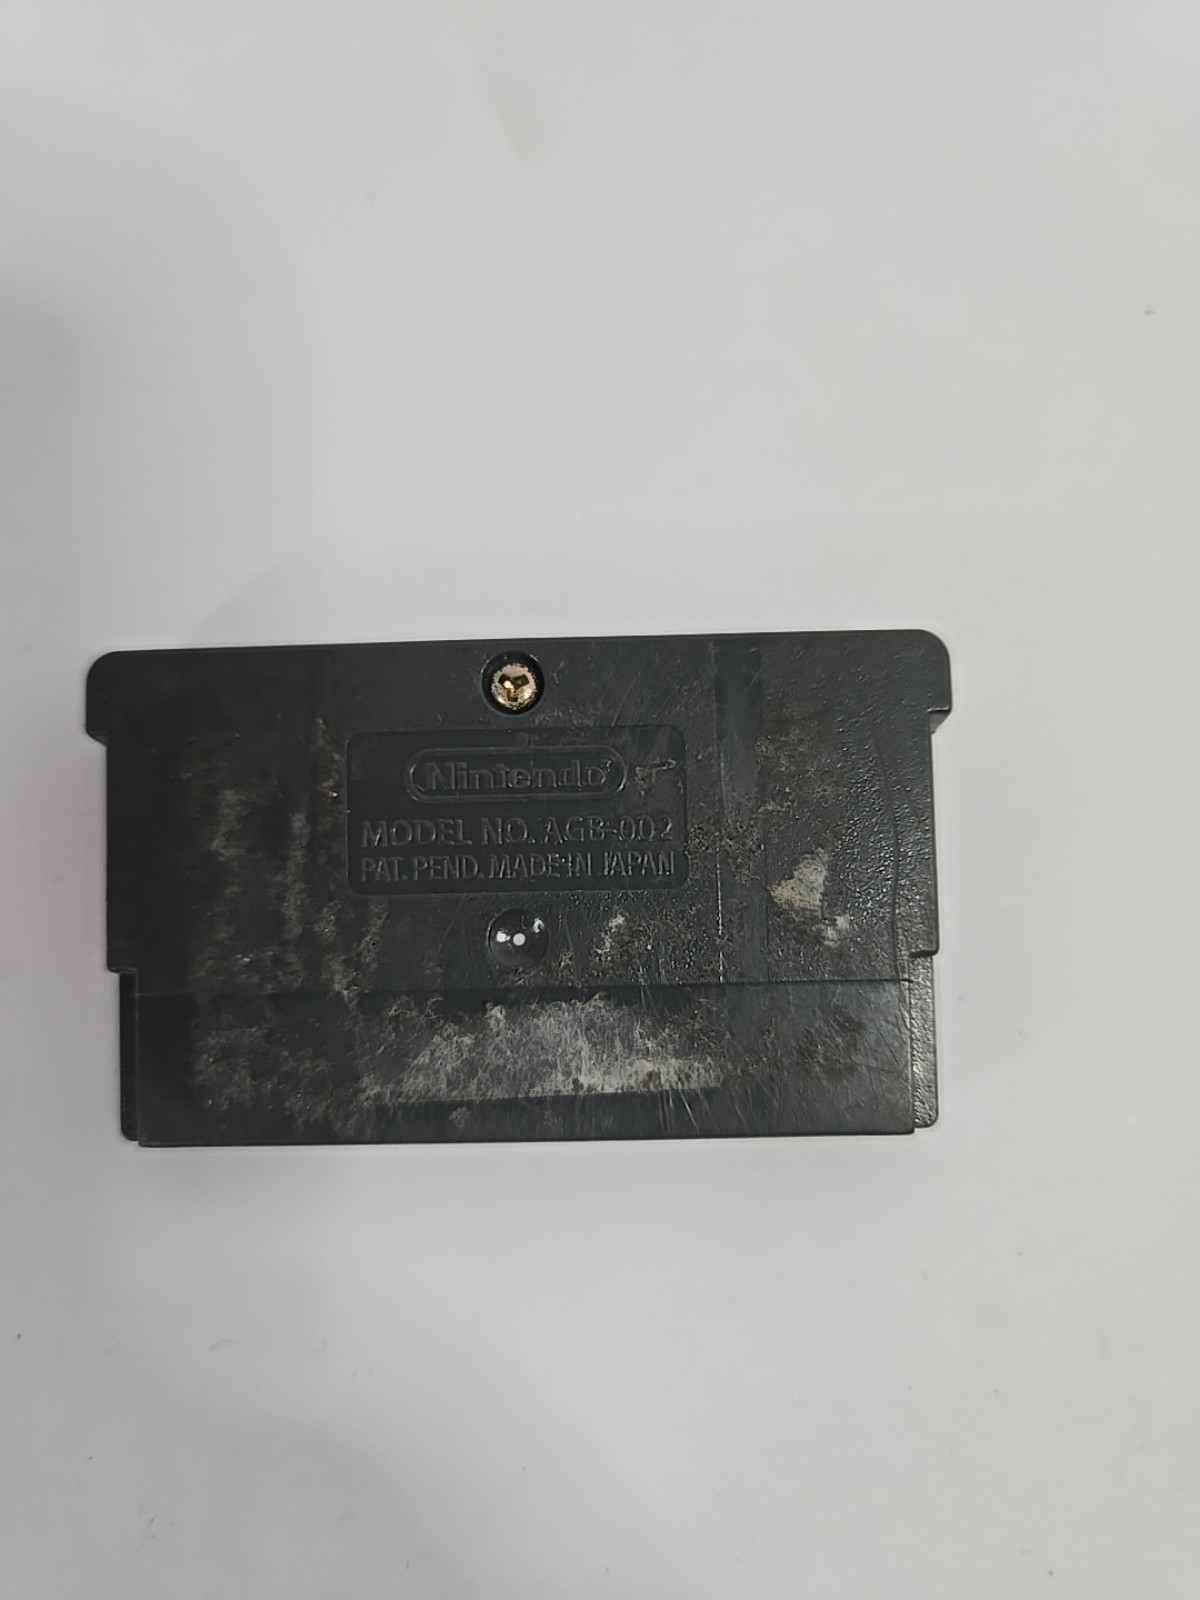 Nintendo
MODEL NO. AGB-002
PAT. PEND. MADE IN JAPAN